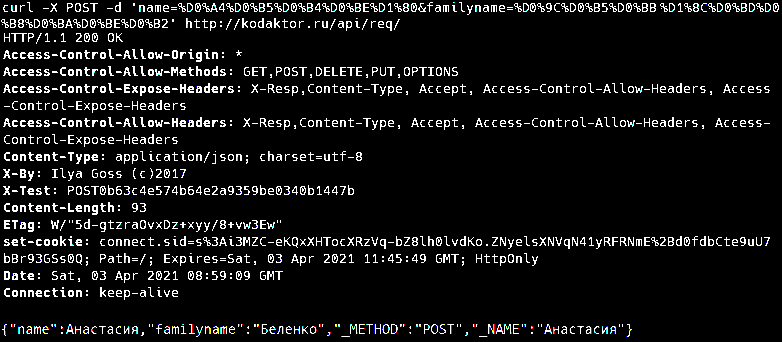 curl -X POST -d 'name=%D0%A4%D0%B5%D0%B4%D0%BE%D1%80&familyname=%D0%9C%D0%B5%D0%BB%D1%8C%D0%BD%D0
%B8%D0%BA%D0%BE%D0%B2' http://kodaktor.ru/api/req/
HTTP/1.1 200 OK
Access-Control-Allow-Origin: *
Access-Control-Allow-Methods: GET,POST,DELETE,PUT,OPTIONS
Access-Control-Expose-Headers: X-Resp,Content-Type, Accept, Access-Control-Allow-Headers, Access
-Control-Expose-Headers
Access-Control-Allow-Headers: X-Resp,Content-Type, Accept, Access-Control-Allow-Headers, Access-
Control-Expose-Headers
Content-Type: application/json; charset=utf-8
X-By: Ilya Goss (c)2017
X-Test: POST0b63c4e574b64e2a9359be0340b1447b
Content-Length: 93
ETag: W/"5d-gtzraOvxDz+xyy/8+vw3Ew"
set-cookie: connect.sid=s%3Ai3MZC-eKQxXHTocXRzVq-bZ8lh0lvdKo.ZNyelsXNVqN41yRFRNmE%2Bd0fdbCte9uU7
bBr93GSs0Q; Path=/; Expires=Sat, 03 Apr 2021 11:45:49 GMT; HttpOnly
Date: Sat, 03 Apr 2021 08:59:09 GMT
Connection: keep-alive
{"name":Анастасия,"familyname":"Беленко","_METHOD":"POST","_NAME":"Анастасия"}